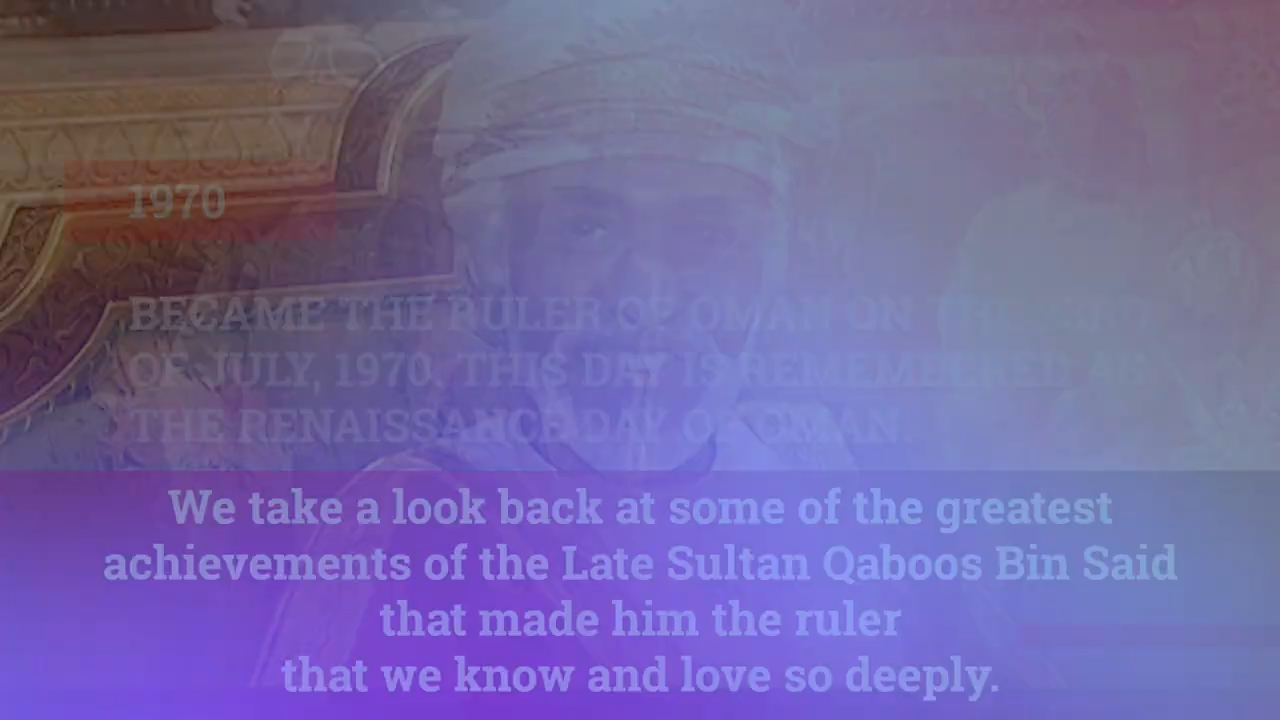 1970
BECAME THE RULER OF OMAN ON THE 23RD
OF JULY, 1970. THIS DAY IS REMEMBERED AS
THE RENAISSANCE DAY OF OMAN.
We take a look back at some of the greatest
achievements of the Late Sultan Qaboos Bin Said
that made him the ruler
that we know and love so deeply.